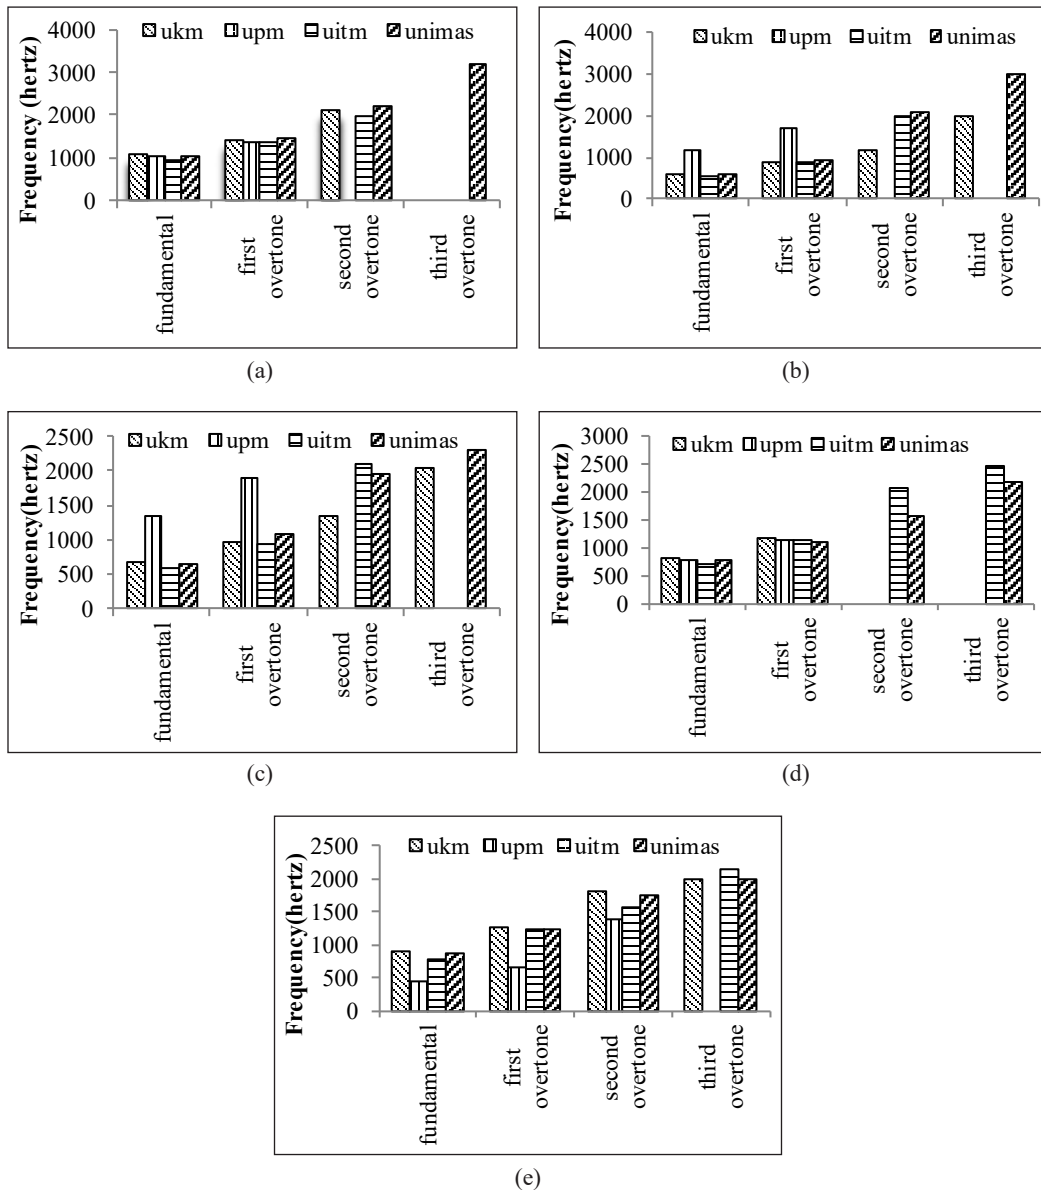 4000
3000
2000
1000
0
Frequency (hertz)
ukm upm uitm unimas
fundamental
first
overtone
second
overtone
third
overtone
(a)
4000
3000
2000
1000
0
Frequency(hertz)
ukm upm uitm unimas
fundamental
first
overtone
second
overtone
third
overtone
(b)
2500
2000
1500
1000
500
0
Frequency(hertz)
ukm upm uitm unimas
fundamental
first
overtone
second
overtone
third
overtone
(c)
3000
2500
2000
1500
1000
500
0
Frequency(hertz)
ukm upm uitm unimas
fundamental
first
overtone
second
overtone
third
overtone
(d)
2500
2000
1500
1000
500
0
Frequency(hertz)
ukm upm uitm unimas
fundamental
first
overtone
second
overtone
third
overtone
(e)